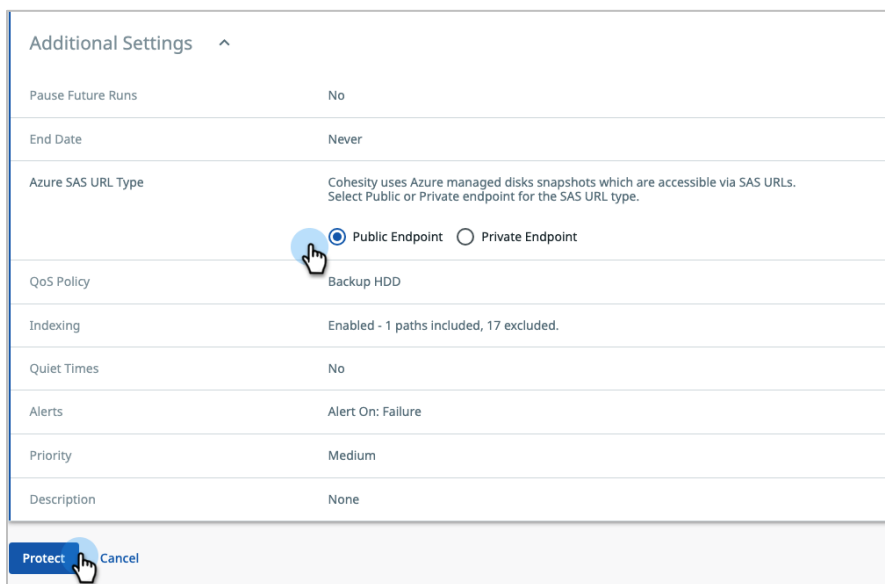 Additional Settings
Pause Future Runs No
End Date Never
Azure SAS URL Type Cohesity uses Azure managed disks snapshots which are accessible via SAS URLs.
Select Public or Private endpoint for the SAS URL type.
Public Endpoint Private Endpoint
QoS Policy Backup HDD
Indexing Enabled - 1 paths included, 17 excluded.
Quiet Times No
Alerts Alert On: Failure
Priority Medium
Description None
Protect Cancel